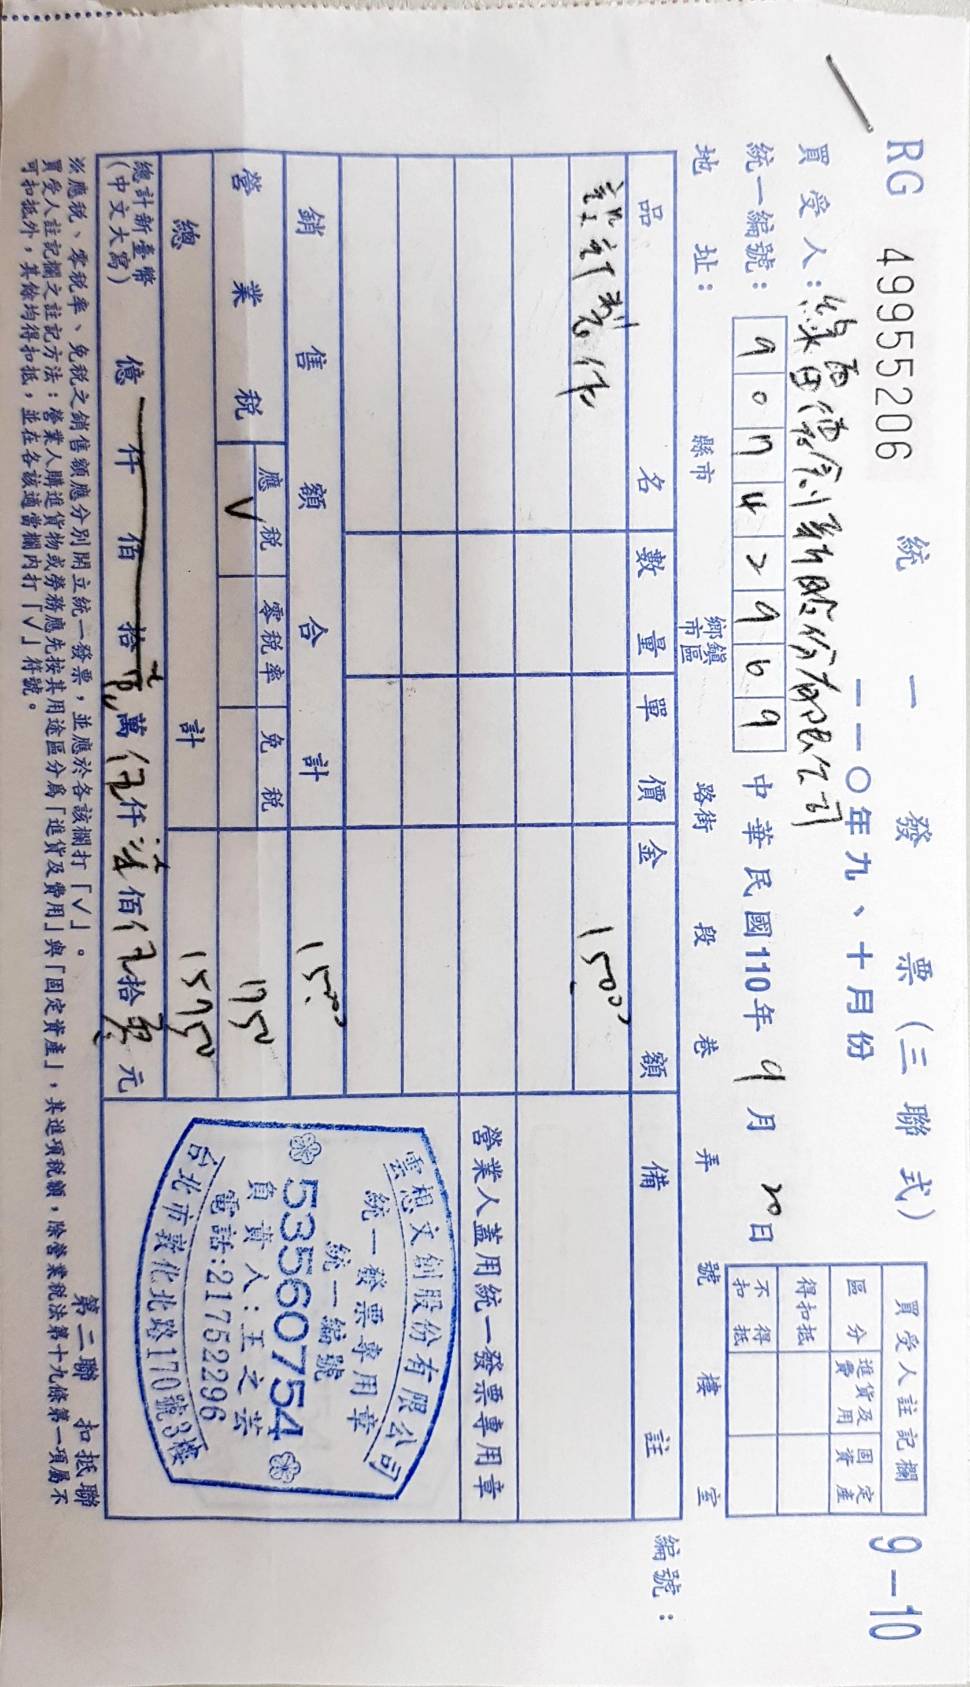 RG 49955206
統一發票(三聯式)
9-10
一一○年九、十月份
買受人:
股份有限公司
統一編號: 90742969
中華民國110年9月20日
地址: 縣市 鄉鎮市區 路街 段 巷 弄 號 樓 室
買受人註記欄
區分 進貨及費用 固定資產
得扣抵
不得扣抵
編號:
品名 數量 單價 金額 備註
設計製作 15000
營業人蓋用統一發票專用章
銷售額合計 15000
營業稅 應稅 零稅率 免稅
V 750
總計 15750
總計新臺幣
(中文大寫) 億仟佰拾壹萬伍仟柒佰伍拾零元
雲想文創股份有限公司
統一發票專用章
統一編號
53560754
負責人:王之芸
電話:21752296
台北市敦化北路170號3樓
※應稅、零稅率、免稅之銷售額應分別開立統一發票,並應於各該欄打「√」。
買受人註記欄之註記方法:營業人購進貨物或勞務應先按其用途區分為「進貨及費用」與「固定資產」,其進項稅額,除營業稅法第十九條第一項屬不
可扣抵外,其餘均得扣抵,並在各該適當欄內打「√」符號。
第二聯 扣抵聯